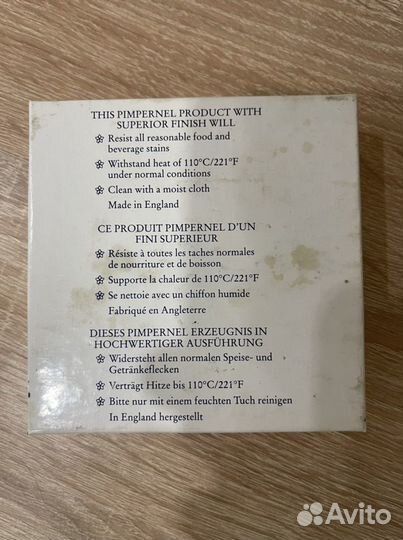 THIS PIMPERNEL PRODUCT WITH
SUPERIOR FINISH WILL
Resist all reasonable food and
beverage stains
Withstand heat of 110°C/221°F
under normal conditions
Clean with a moist cloth
Made in England
CE PRODUIT PIMPERNEL D'UN
FINI SUPERIEUR
Résiste à toutes les taches normales
de nourriture et de boisson
Supporte la chaleur de 110°C/221°F
Se nettoie avec un chiffon humide
Fabriqué en Angleterre
DIESES PIMPERNEL ERZEUGNIS IN
HOCHWERTIGER AUSFÜHRUNG
Widersteht allen normalen Speise- und
Getränkeflecken
Verträgt Hitze bis 110°C/221°F
Bitte nur mit einem feuchten Tuch reinigen
In England hergestellt
Avito